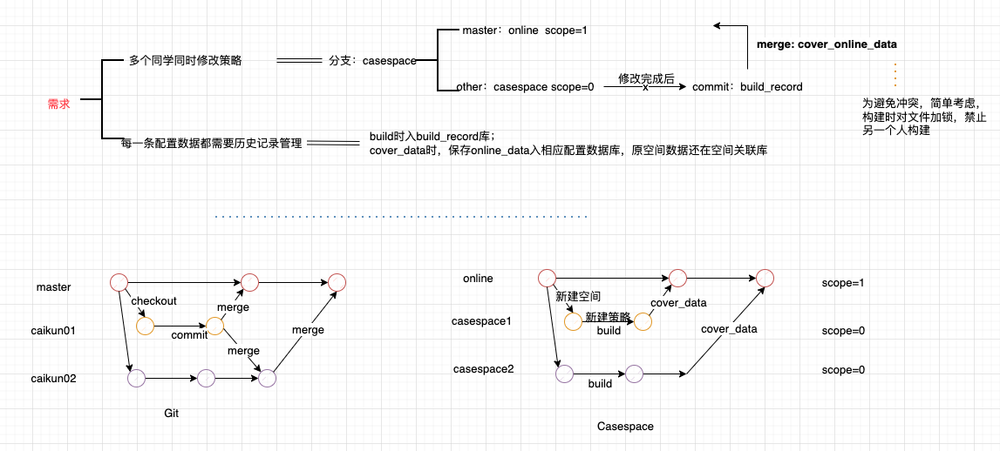 master：online scope=1
merge: cover_online_data
多个同学同时修改策略
分支：casespace
修改完成后
other：casespace scope=0
x
commit：build_record
需求
为避免冲突，简单考虑，
构建时对文件加锁，禁止
另一个人构建
每一条配置数据都需要历史记录管理
build时入build_record库；
cover_data时，保存online_data入相应配置数据库，原空间数据还在空间关联库
master
checkout
merge
caikun01
commit
merge
merge
caikun02
Git
online
scope=1
新建空间
cover_data
casespace1
新建策略
build
cover_data
scope=0
casespace2
build
scope=0
Casespace